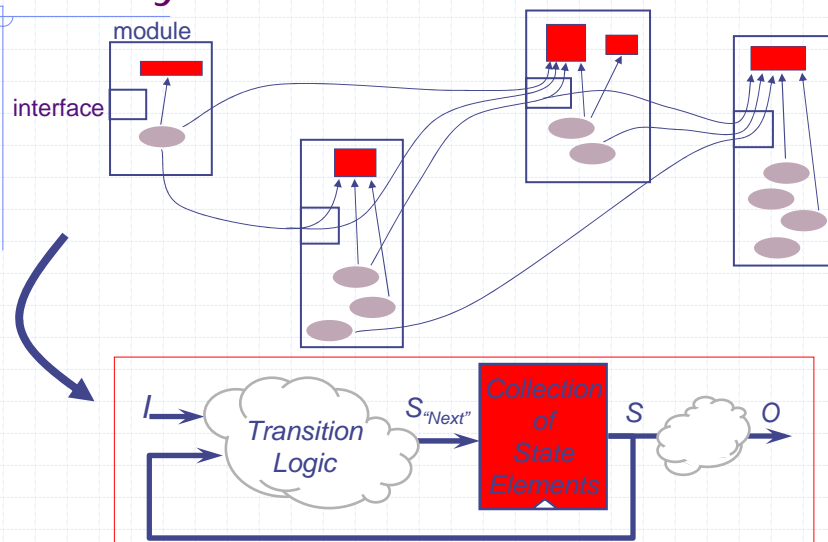 module
interface
I
Transition
Logic
S“Next”
Collection
of
State
Elements
S
O